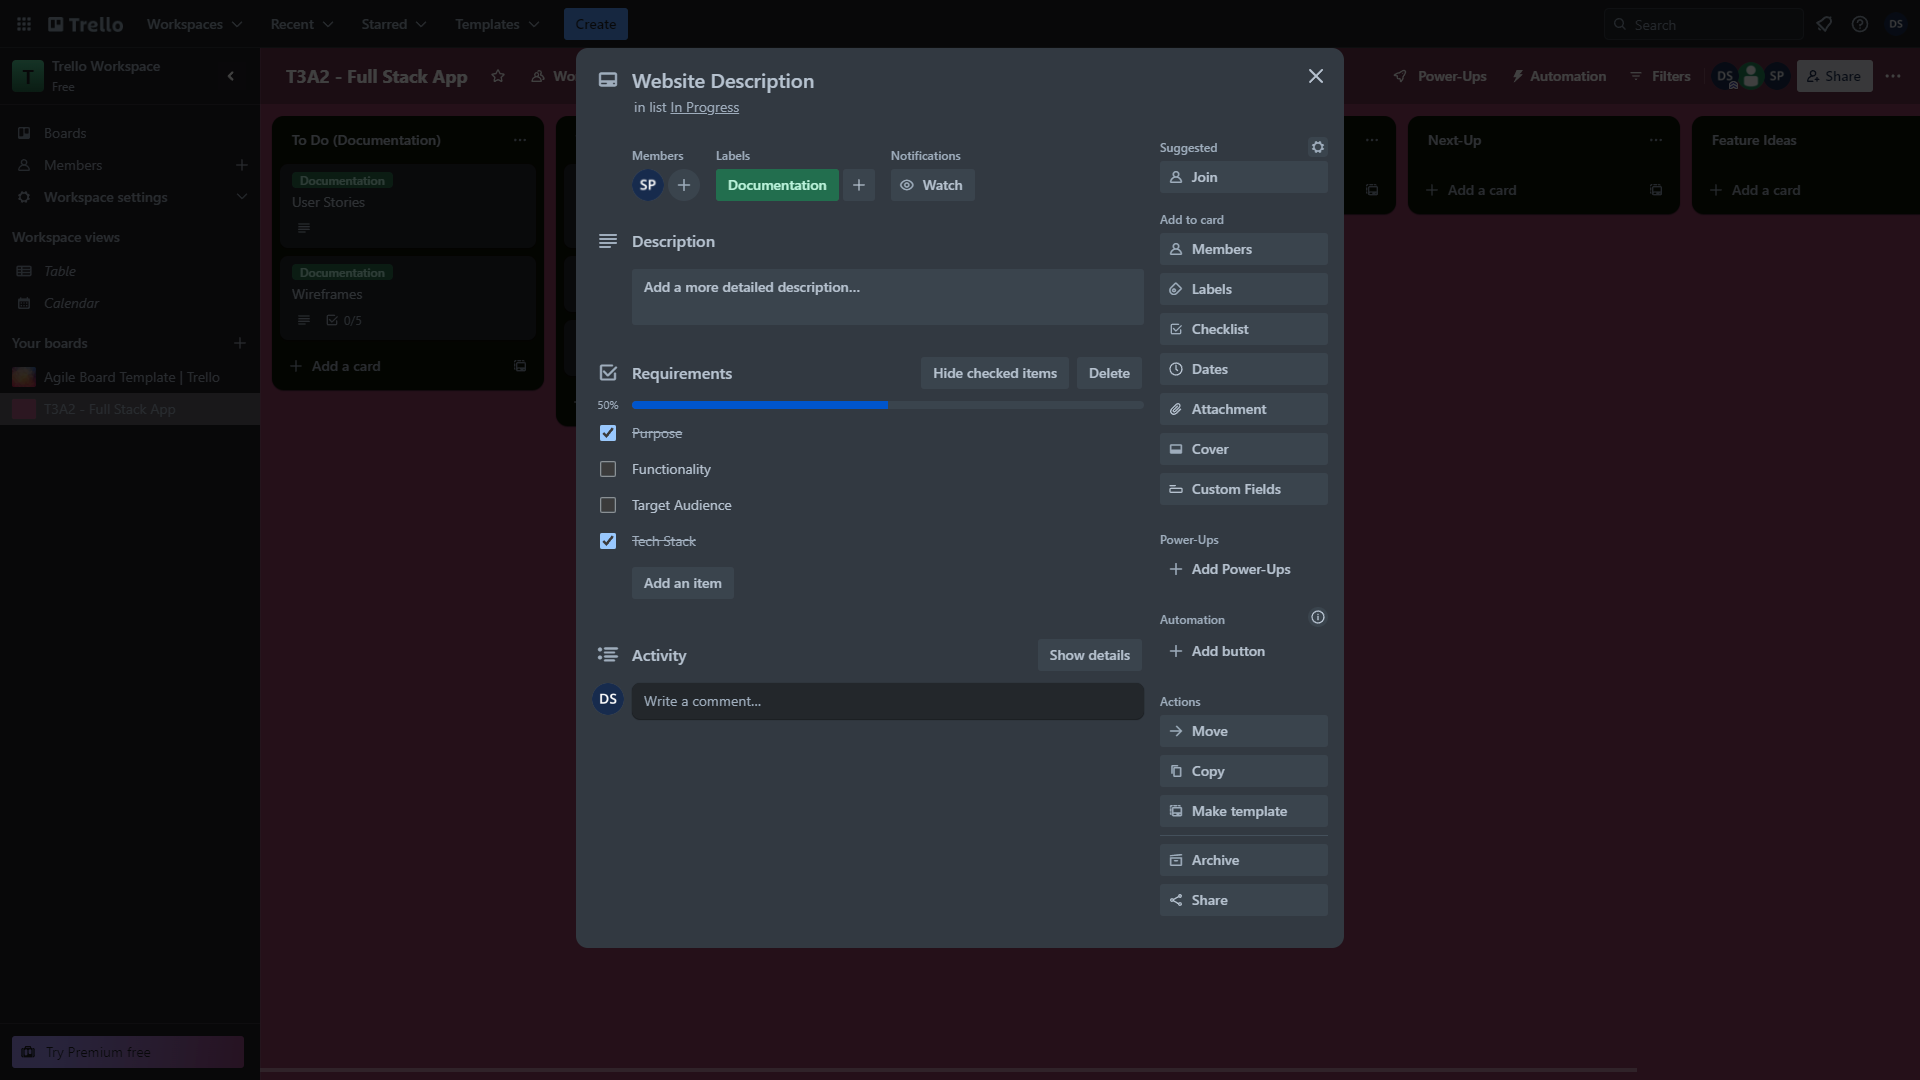 Trello
Workspaces
Recent
Starred
Templates
Create
Search
DS
T
Trello Workspace
Free
T3A2 - Full Stack App
Power-Ups
Automation
Filters
DS
SP
Share
Boards
Members
Workspace settings
Workspace views
Table
Calendar
Your boards
Agile Board Template | Trello
T3A2 - Full Stack App
Try Premium free
To Do (Documentation)
Documentation
User Stories
Documentation
Wireframes
0/5
Add a card
Website Description
in list In Progress
Members
Labels
Notifications
SP
Documentation
Watch
Description
Add a more detailed description...
Requirements
Hide checked items
Delete
50%
Purpose
Functionality
Target Audience
Tech Stack
Add an item
Activity
Show details
DS
Write a comment...
Suggested
Join
Add to card
Members
Labels
Checklist
Dates
Attachment
Cover
Custom Fields
Power-Ups
Add Power-Ups
Automation
Add button
Actions
Move
Copy
Make template
Archive
Share
Next-Up
Add a card
Feature Ideas
Add a card